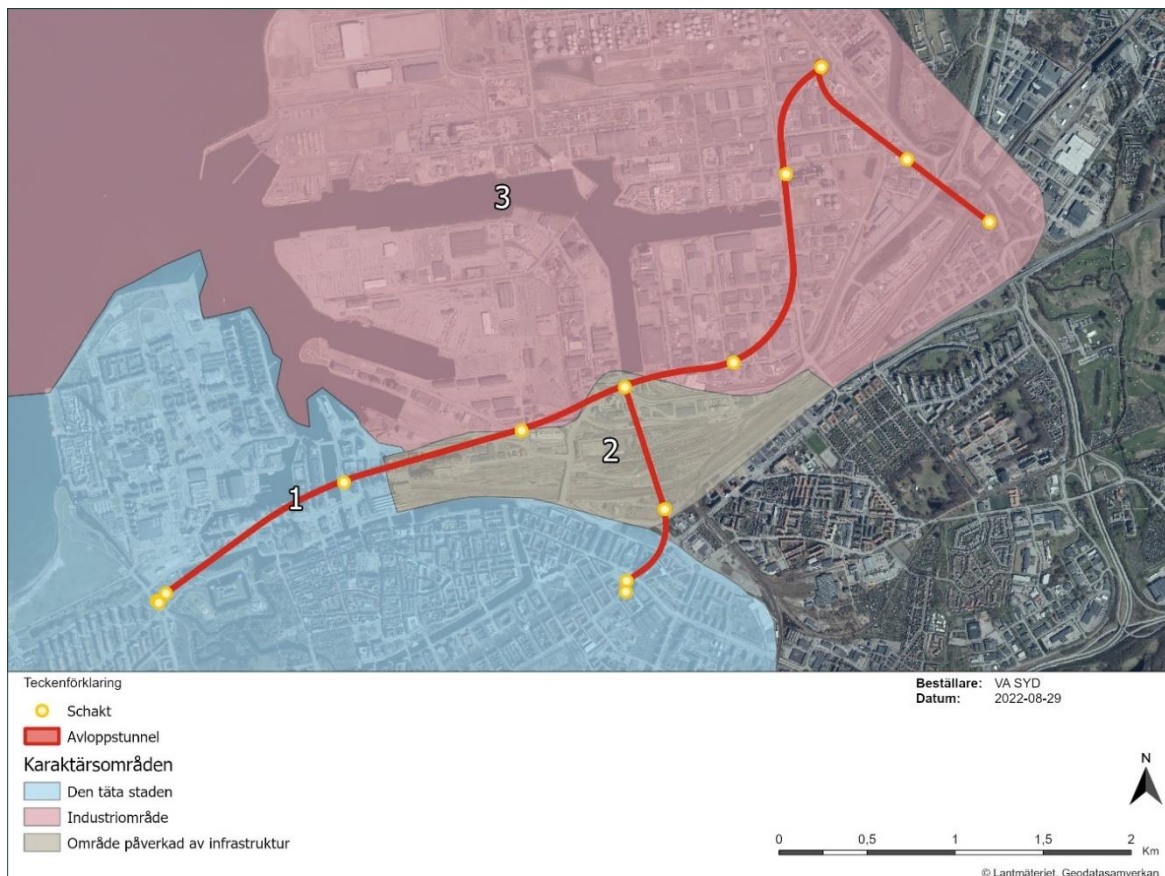 3
2
1
Teckenförklaring
Schakt
Avloppstunnel
Karaktärsområden
Den täta staden
Industriområde
Område påverkad av infrastruktur
Beställare: VA SYD
Datum: 2022-08-29
N
0 0,5 1 1,5 2
Km
© Lantmäteriet, Geodatasamverkan